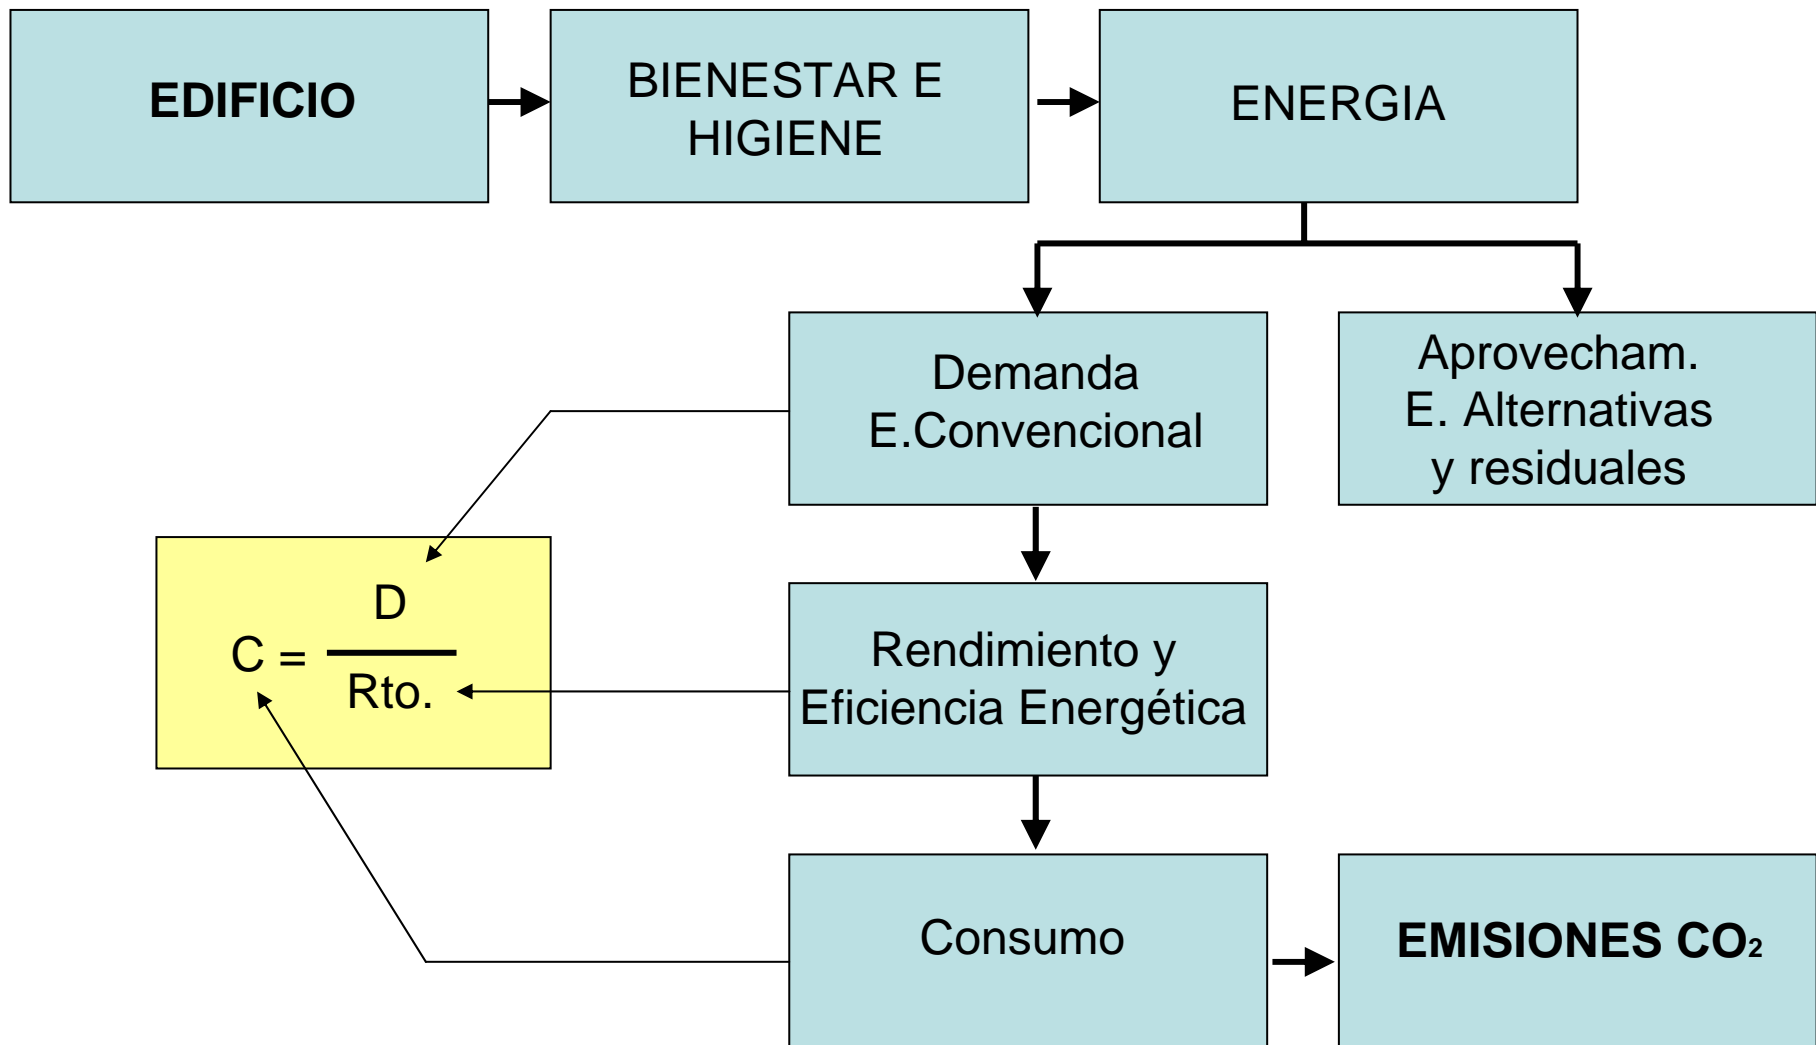 EDIFICIO
BIENESTAR E
HIGIENE
ENERGIA
Demanda
E.Convencional
Aprovecham.
E. Alternativas
y residuales
D
C =
Rto.
Rendimiento y
Eficiencia Energética
Consumo
EMISIONES CO₂